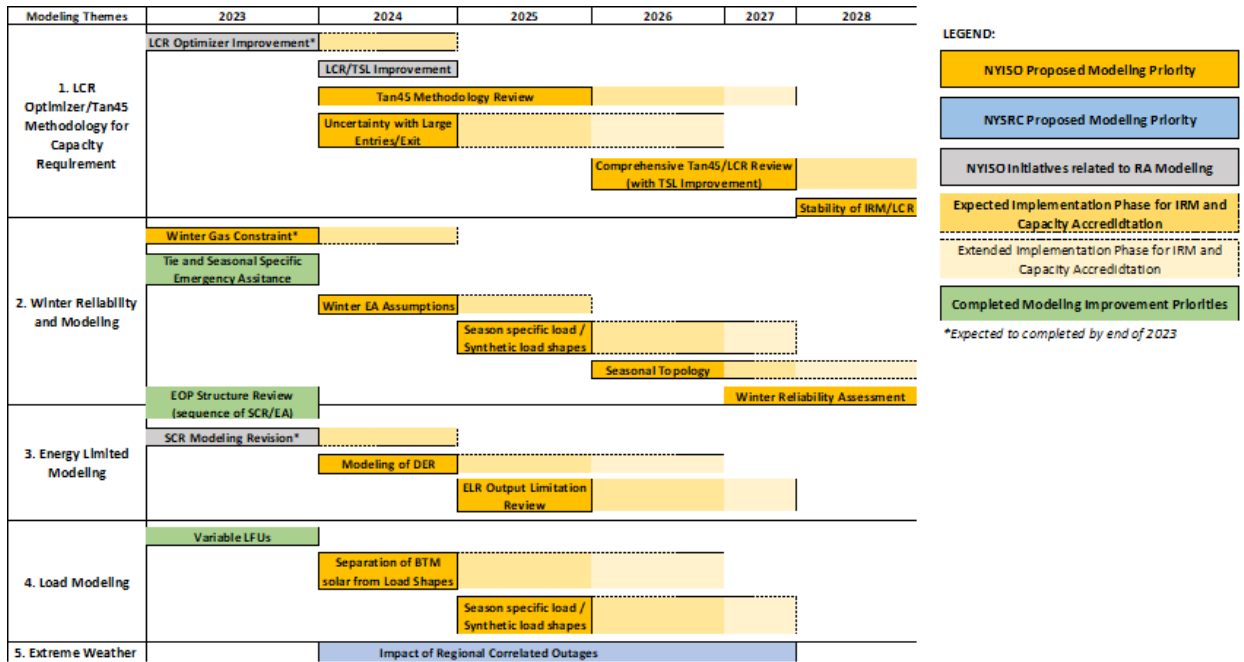 Modeling Themes 2023 2024 2025 2026 2027 2028
LCR Optimizer Improvement*
LCR/TSL Improvement
1. LCR
Optimizer/Tan45
Methodology for
Capacity
Requirement
Tan45 Methodology Review
Uncertainty with Large
Entries/Exit
Comprehensive Tan45/LCR Review
(with TSL Improvement)
Stability of IRM/LCR
2. Winter Reliability
and Modeling
Winter Gas Constraint*
Tie and Seasonal Specific
Emergency Assitance
Winter EA Assumptions
Season specific load /
Synthetic load shapes
Seasonal Topology
Winter Reliability Assessment
EOP Structure Review
(sequence of SCR/EA)
3. Energy Limited
Modeling
SCR Modeling Revision*
Modeling of DER
ELR Output Limitation
Review
4. Load Modeling
Variable LFUs
Separation of BTM
solar from Load Shapes
Season specific load /
Synthetic load shapes
5. Extreme Weather
Impact of Regional Correlated Outages
LEGEND:
NYISO Proposed Modeling Priority
NYSRC Proposed Modeling Priority
NYISO Initiatives related to RA Modeling
Expected Implementation Phase for IRM and
Capacity Accredidtation
Extended Implementation Phase for IRM and
Capacity Accredidtation
Completed Modeling Improvement Priorities
*Expected to completed by end of 2023